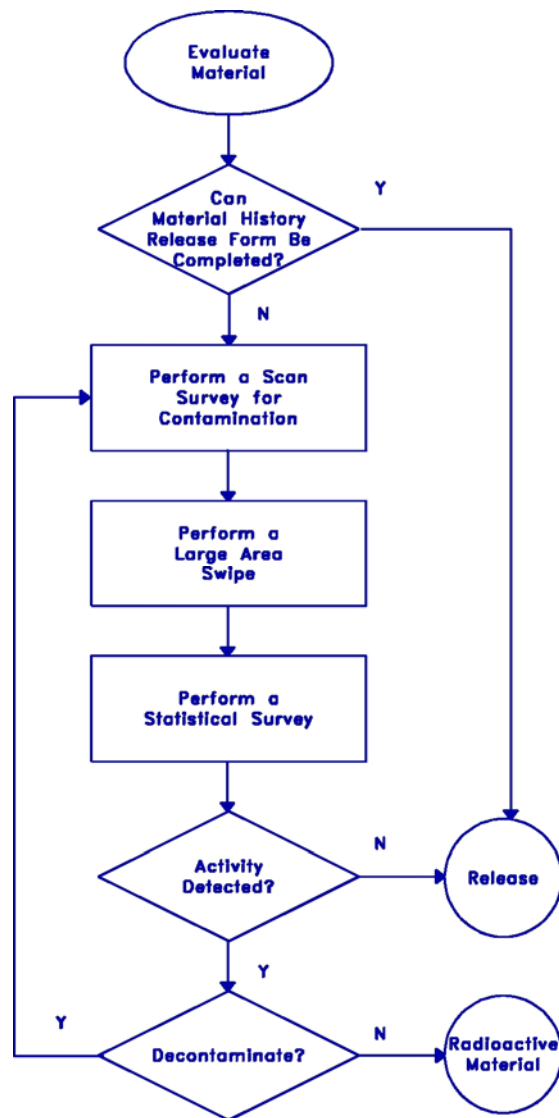 Evaluate
Material
Can
Material History
Release Form Be
Completed?
Y
N
Perform a Scan
Survey for
Contamination
Perform a
Large Area
Swipe
Perform a
Statistical Survey
Activity
Detected?
N
Release
Y
Y
Decontaminate?
N
Radioactive
Material